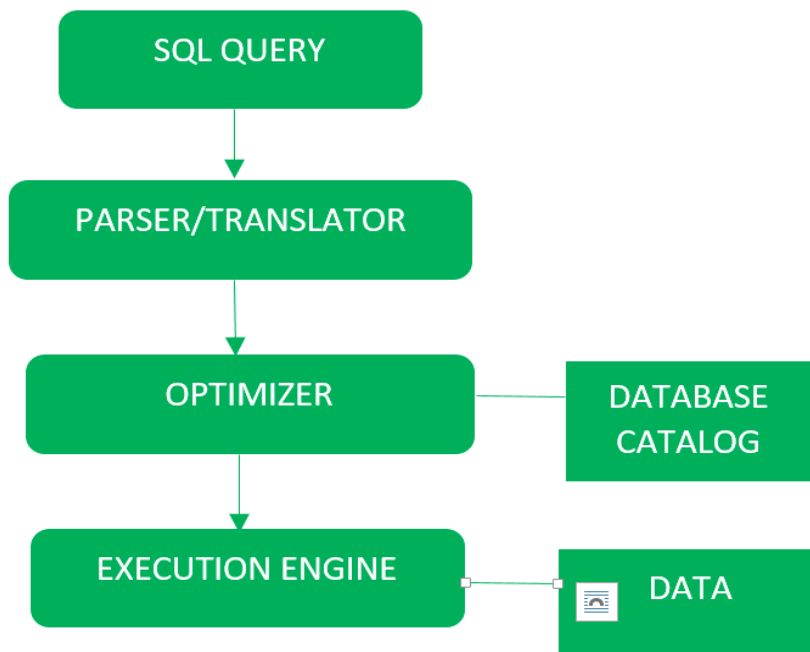 SQL QUERY
PARSER/TRANSLATOR
OPTIMIZER
DATABASE
CATALOG
EXECUTION ENGINE
DATA